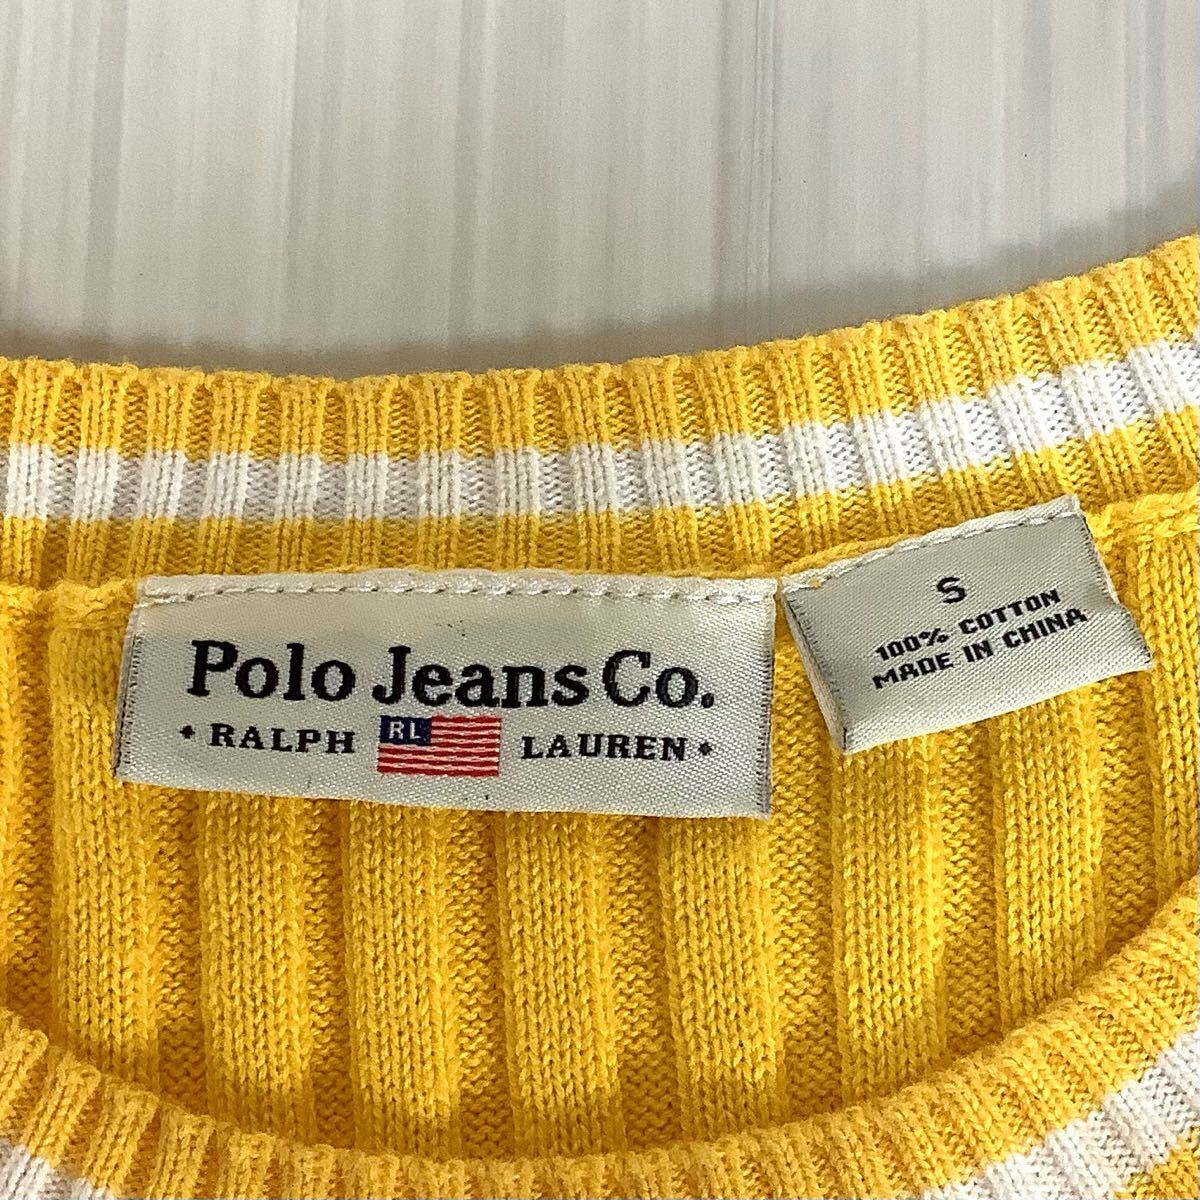 Polo Jeans Co.
• RALPH RL LAUREN •
S
100% COTTON
MADE IN CHINA